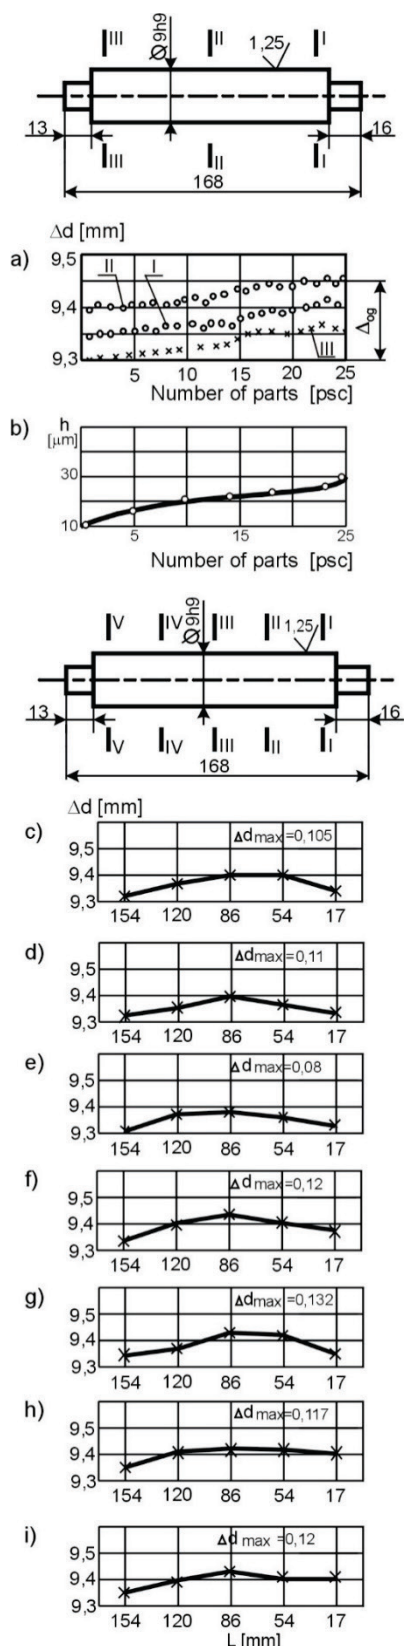 III II I
Ø9h9
1,25
13 16
III II I
168
Δd [mm]
a)
9,5
II I
9,4
Δog
III
9,3
5 10 15 20 25
Number of parts [psc]
b)
h
[μm]
30
10
5 15 25
Number of parts [psc]
V IV III II I
Ø9h9
1,25
13 16
V IV III II I
168
Δd [mm]
c)
Δdmax=0,105
9,5
9,4
9,3
154 120 86 54 17
d)
Δdmax=0,11
9,5
9,4
9,3
154 120 86 54 17
e)
Δdmax=0,08
9,5
9,4
9,3
154 120 86 54 17
f)
Δdmax=0,12
9,5
9,4
9,3
154 120 86 54 17
g)
Δdmax=0,132
9,5
9,4
9,3
154 120 86 54 17
h)
Δdmax=0,117
9,5
9,4
9,3
154 120 86 54 17
i)
Δdmax=0,12
9,5
9,4
9,3
154 120 86 54 17
L [mm]